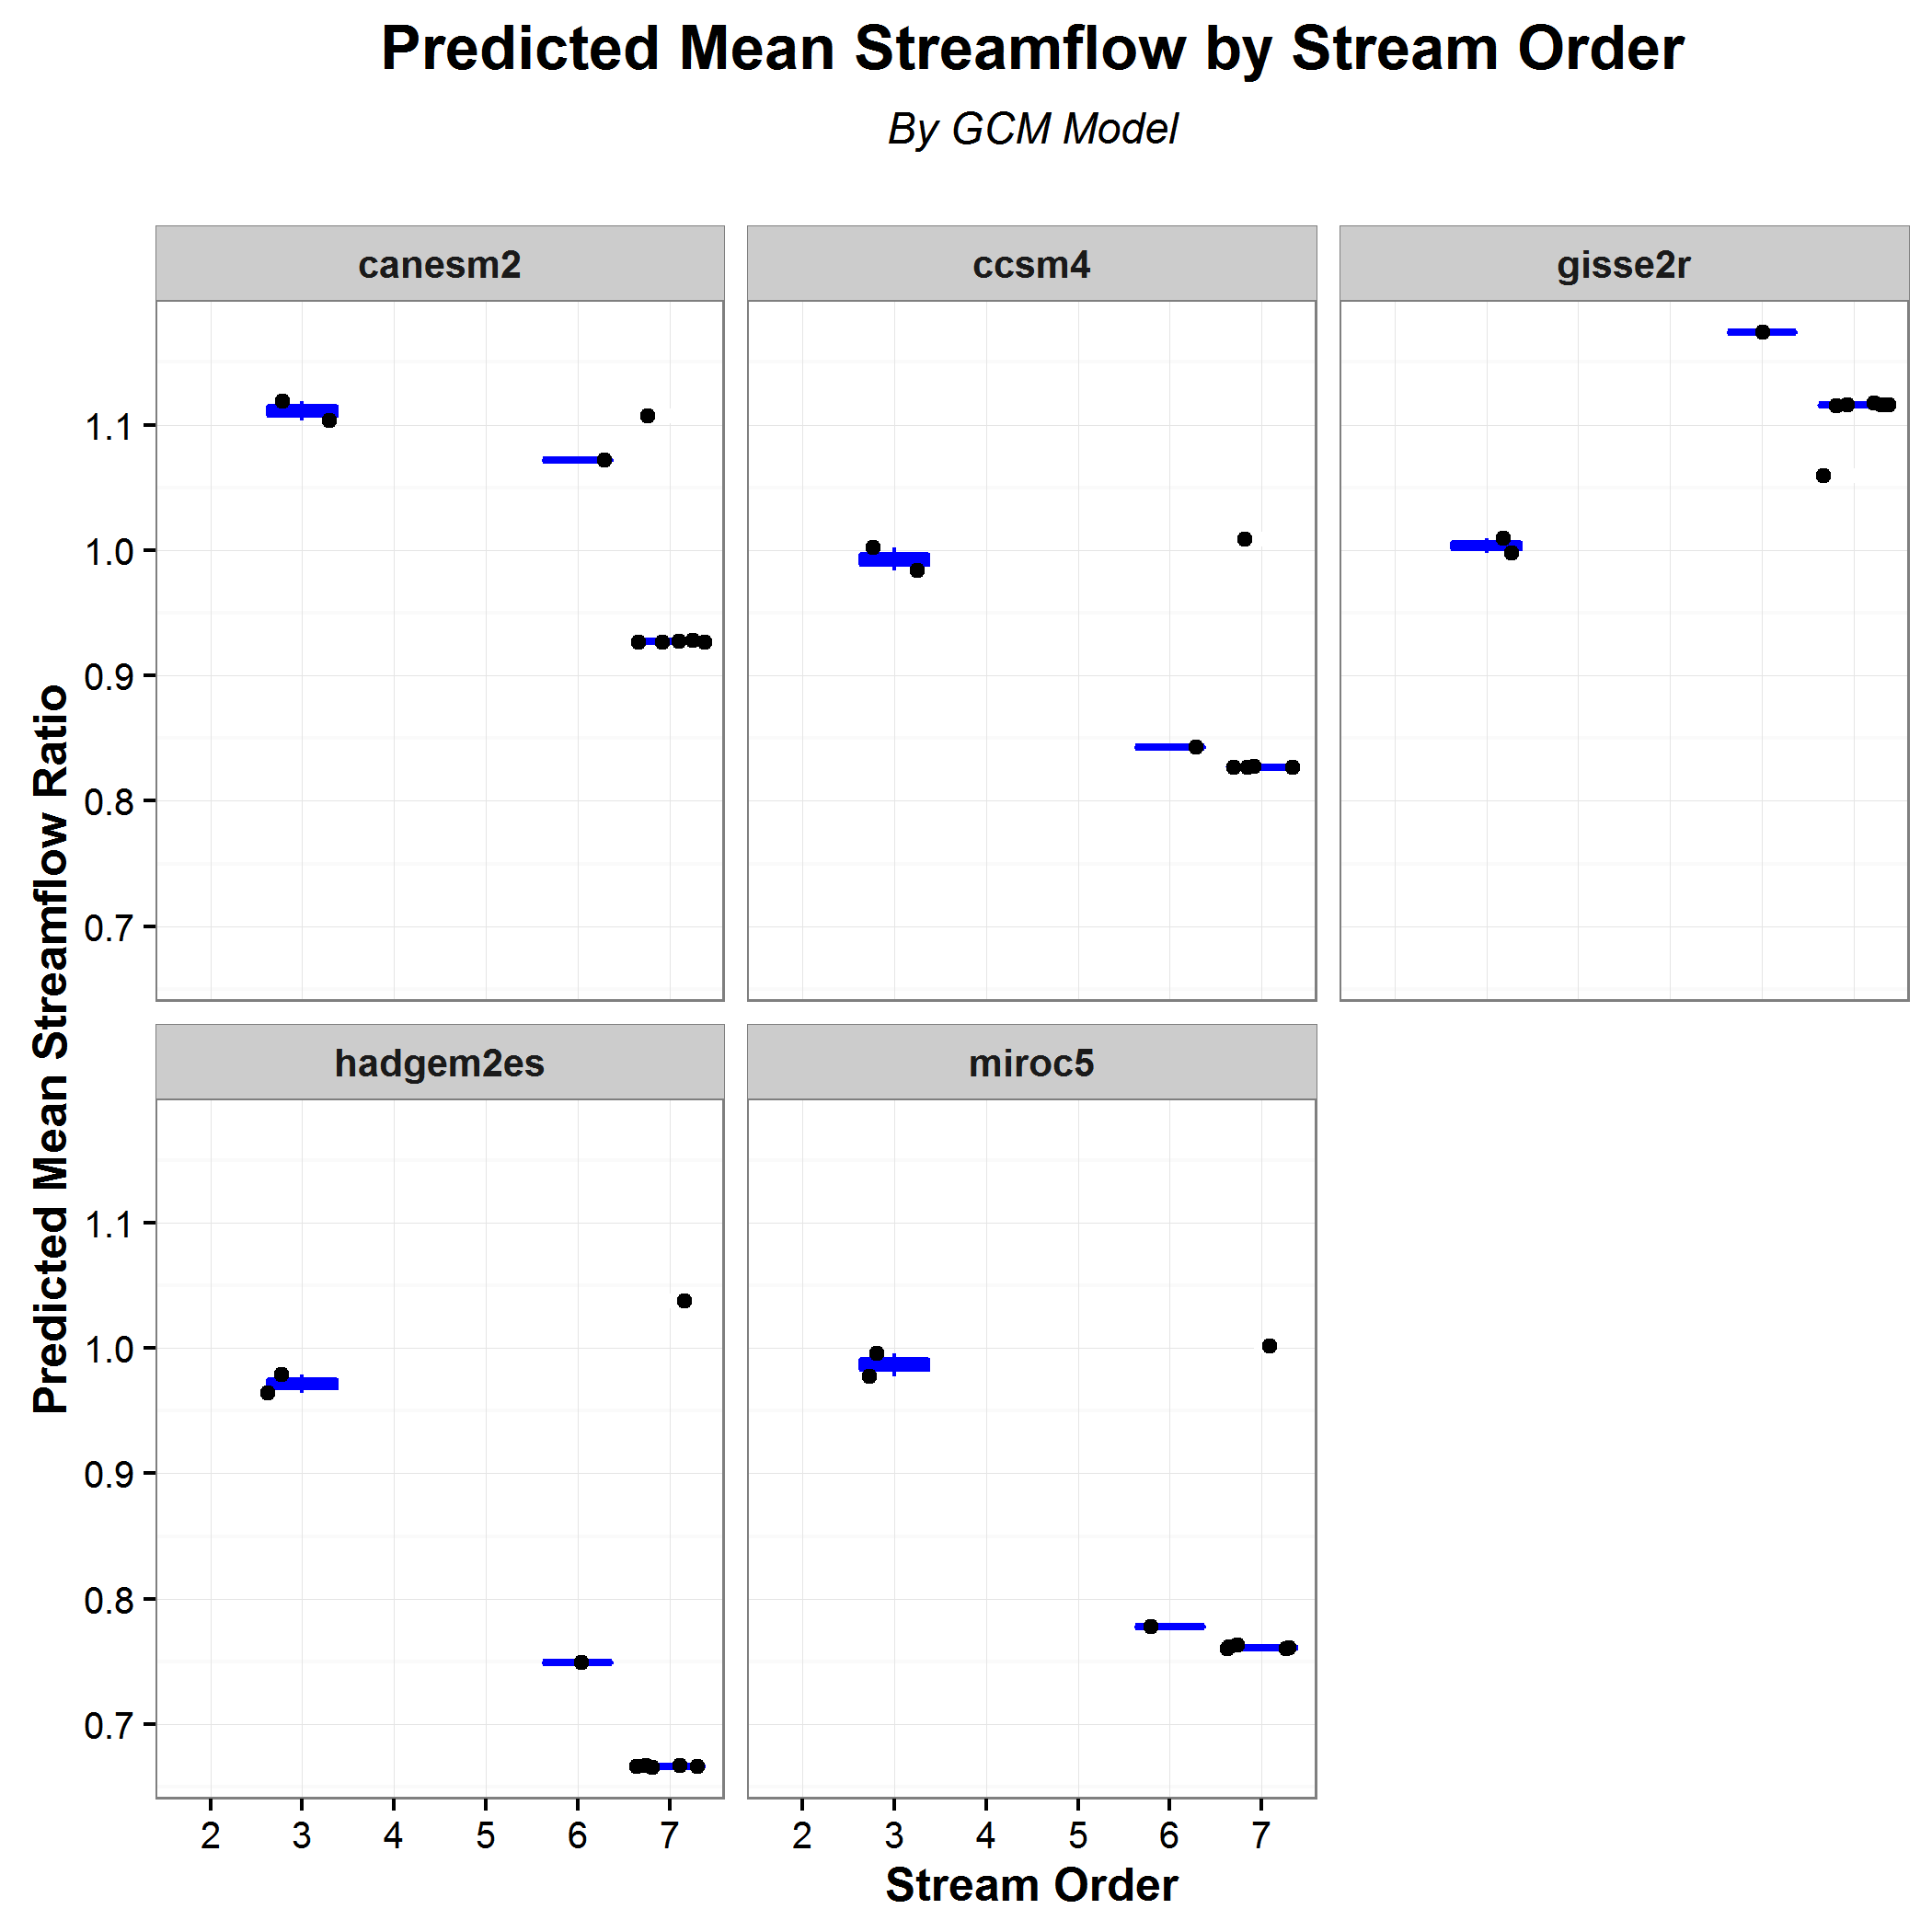 Predicted Mean Streamflow by Stream Order
By GCM Model
canesm2
ccsm4
gisse2r
1.1
1.0
0.9
0.8
0.7
Predicted Mean Streamflow Ratio
hadgem2es
miroc5
1.1
1.0
0.9
0.8
0.7
2 3 4 5 6 7
2 3 4 5 6 7
Stream Order